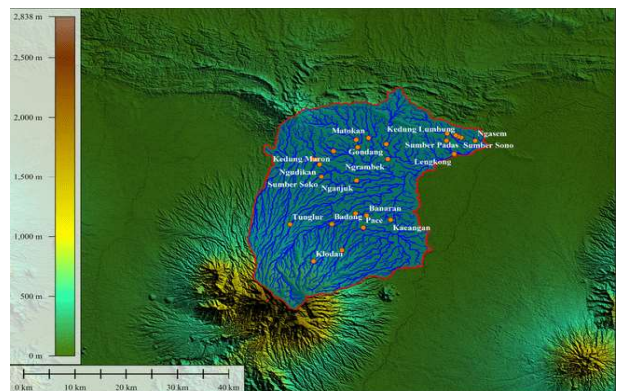 2,838 m
2,500 m
2,000 m
1,500 m
1,000 m
500 m
0 m
Matokan
Kedung Lumbung
Ngasem
Gondang
Sumber Padas
Sumber Sono
Kedung Maron
Ngrambek
Lengkong
Ngudikan
Sumber Soko
Nganjuk
Banaran
Tunglur
Badong
Pace
Klodan
0 km
10 km
20 km
30 km
40 km